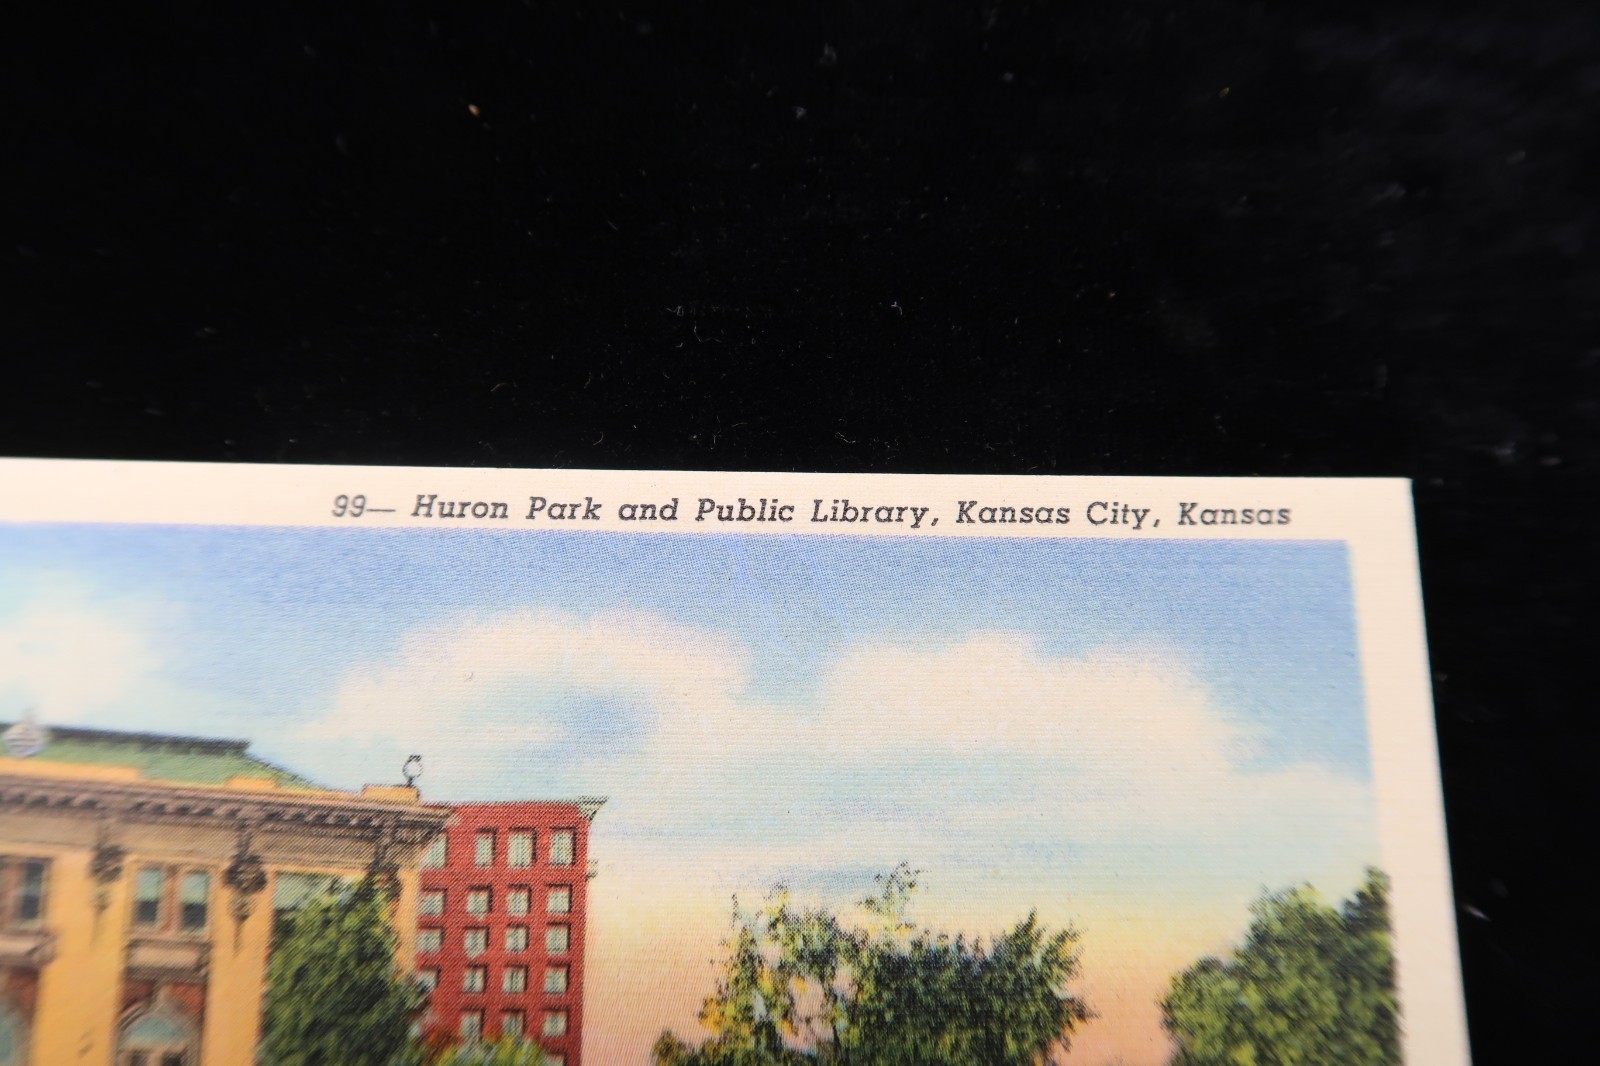 99— Huron Park and Public Library, Kansas City, Kansas